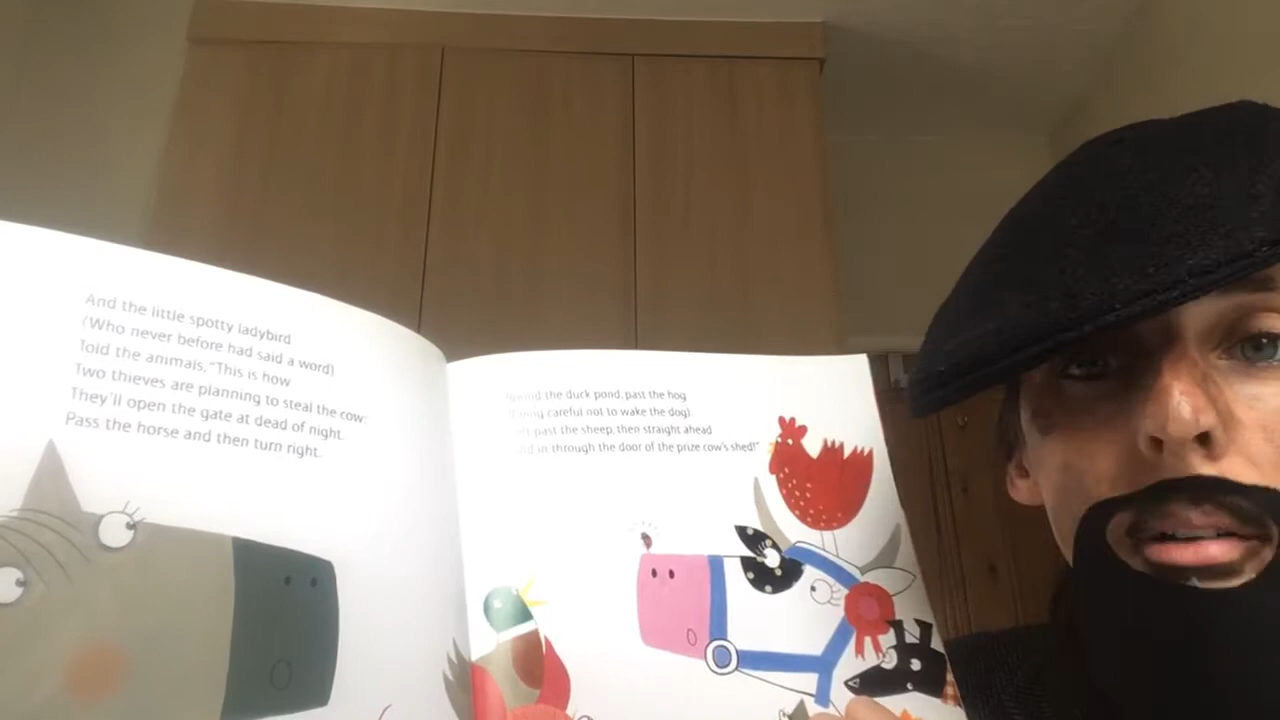 And the little spotty ladybird
(Who never before had said a word)
Told the animals, "This is how
Two thieves are planning to steal the cow:
They'll open the gate at dead of night.
Pass the horse and then turn right.
the duck pond, past the hog
careful not to wake the dog).
past the sheep, then straight ahead
in through the door of the prize cow's shed!"